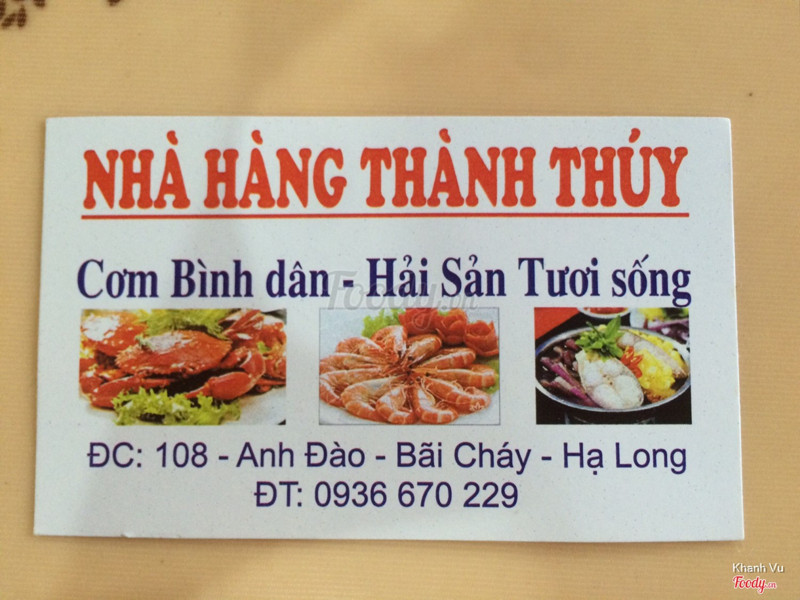 NHÀ HÀNG THÀNH THÚY
Cơm Bình dân - Hải Sản Tươi sống
Foody.vn
ĐC: 108 - Anh Đào - Bãi Cháy - Hạ Long
ĐT: 0936 670 229
Khanh Vu
Foody.vn